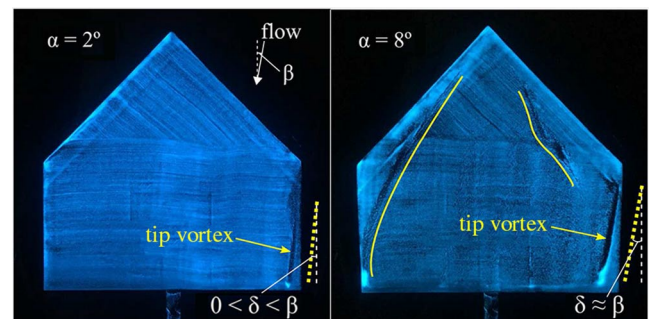 α = 2º
flow
β
tip vortex
0 < δ < β
α = 8º
tip vortex
δ ≈ β